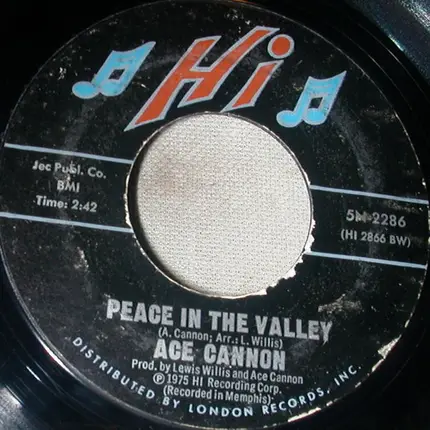 Hi
Jec Publ. Co.
BMI
Time: 2:42
5N-2286
(HI 2866 BW)
PEACE IN THE VALLEY
(A. Cannon; Arr.: L. Willis)
ACE CANNON
Prod. by Lewis Willis and Ace Cannon
℗ 1975 HI Recording Corp.
(Recorded in Memphis)
DISTRIBUTED BY LONDON RECORDS, INC.